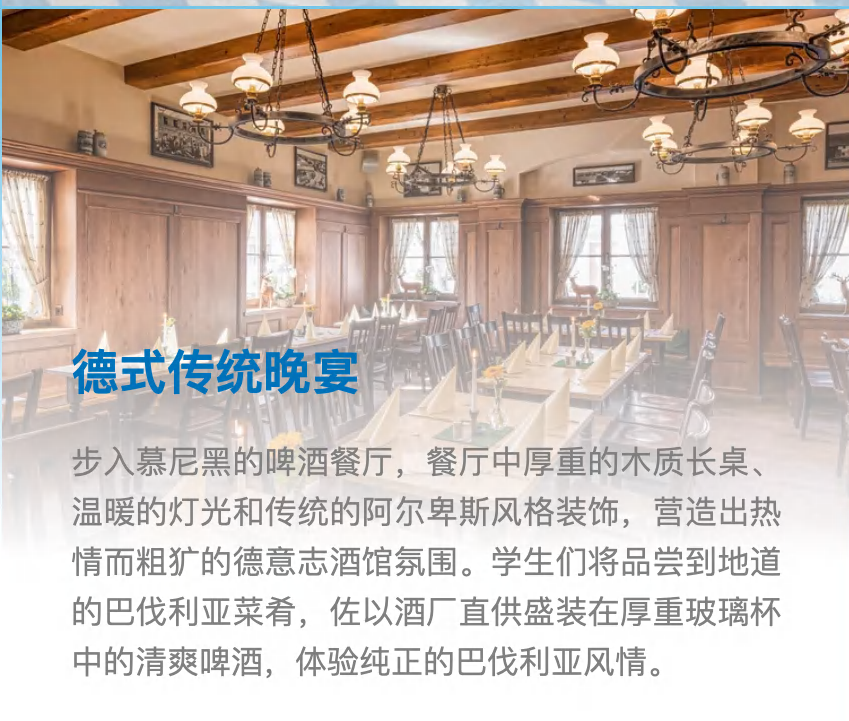 德式传统晚宴
步入慕尼黑的啤酒餐厅，餐厅中厚重的木质长桌、
温暖的灯光和传统的阿尔卑斯风格装饰，营造出热
情而粗犷的德意志酒馆氛围。学生们将品尝到地道
的巴伐利亚菜肴，佐以酒厂直供盛装在厚重玻璃杯
中的清爽啤酒，体验纯正的巴伐利亚风情。